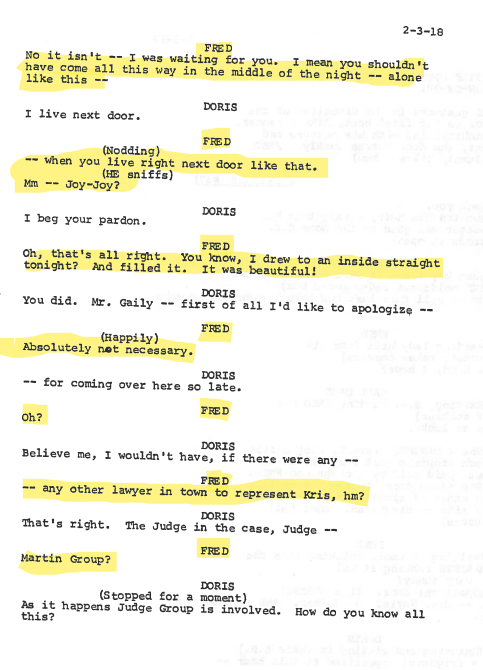 2-3-18
FRED
No it isn't -- I was waiting for you. I mean you shouldn't
have come all this way in the middle of the night -- alone
like this --
DORIS
I live next door.
FRED
(Nodding)
-- when you live right next door like that.
(HE sniffs)
Mm -- Joy-Joy?
DORIS
I beg your pardon.
FRED
Oh, that's all right. You know, I drew to an inside straight
tonight? And filled it. It was beautiful!
DORIS
You did. Mr. Gaily -- first of all I'd like to apologize --
FRED
(Happily)
Absolutely not necessary.
DORIS
-- for coming over here so late.
FRED
Oh?
DORIS
Believe me, I wouldn't have, if there were any --
FRED
-- any other lawyer in town to represent Kris, hm?
DORIS
That's right. The Judge in the case, Judge --
FRED
Martin Group?
DORIS
(Stopped for a moment)
As it happens Judge Group is involved. How do you know all
this?